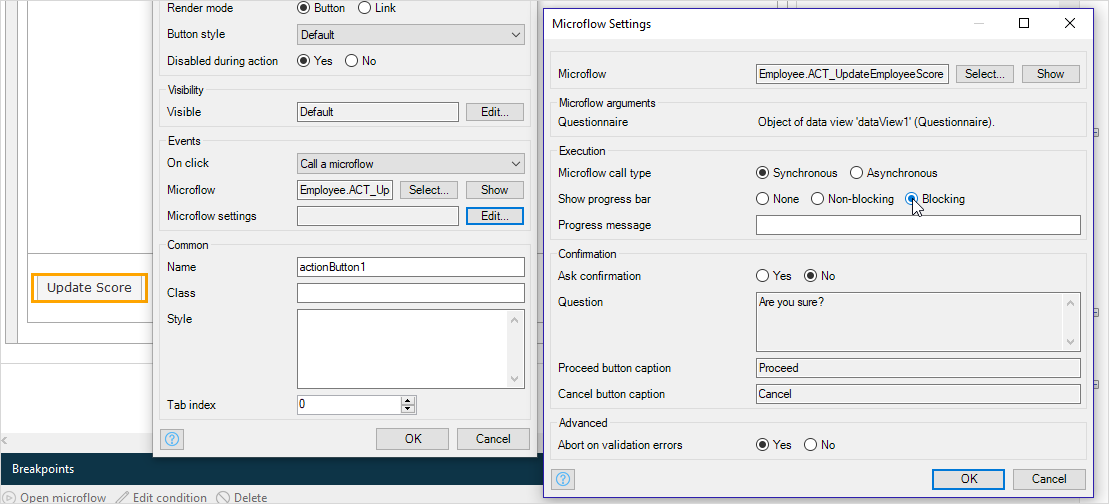 Render mode Button Link
Button style Default
Disabled during action Yes No
Visibility
Visible Default Edit...
Events
On click Call a microflow
Microflow Employee.ACT_Up Select... Show
Microflow settings Edit...
Common
Name actionButton1
Class
Style
Tab index 0
OK Cancel
Update Score
Breakpoints
Open microflow Edit condition Delete
Microflow Settings
Microflow Employee.ACT_UpdateEmployeeScore Select... Show
Microflow arguments
Questionnaire Object of data view 'dataView1' (Questionnaire).
Execution
Microflow call type Synchronous Asynchronous
Show progress bar None Non-blocking Blocking
Progress message
Confirmation
Ask confirmation Yes No
Question Are you sure?
Proceed button caption Proceed
Cancel button caption Cancel
Advanced
Abort on validation errors Yes No
OK Cancel